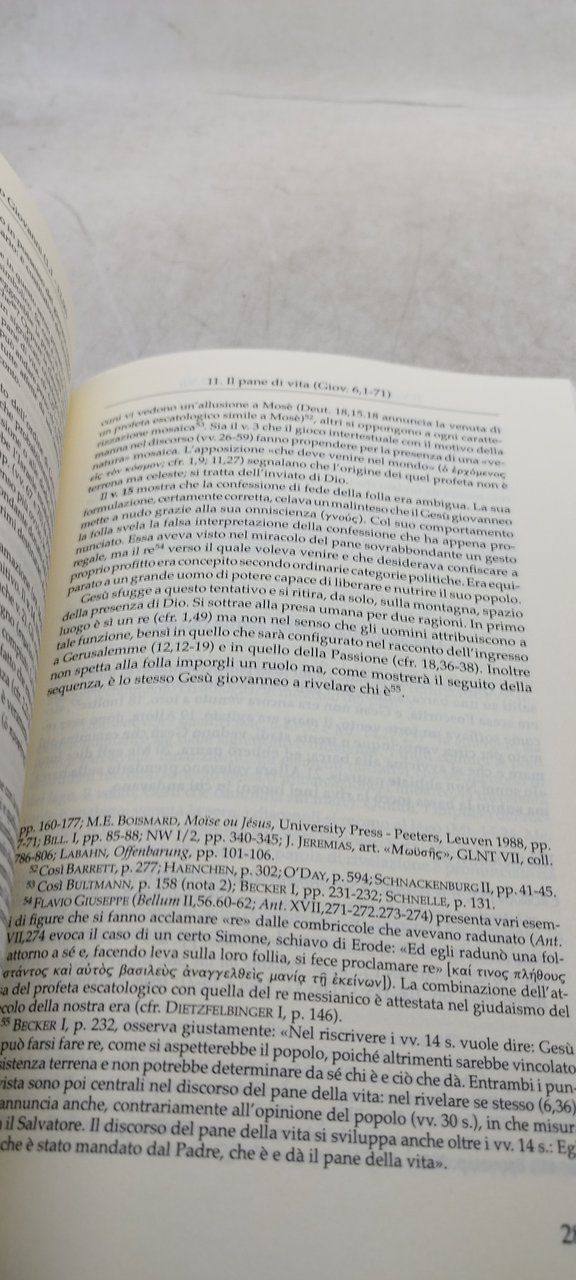 11. Il pane di vita (Giov. 6,1-71)
cuni vi vedono un'allusione a Mosè (Deut. 18,15.18 annuncia la venuta di
un profeta escatologico simile a Mosè)52, altri si oppongono a ogni caratte-
rizzazione mosaica53. Sia il v. 3 che il gioco intertestuale con il motivo della
manna nel discorso (vv. 26-59) fanno propendere per la presenza di una «ve-
natura» mosaica. L'apposizione «che deve venire nel mondo» (ὁ ἐρχόμενος
εἰς τὸν κόσμον; cfr. 1,9; 11,27) segnalano che l'origine dei quel profeta non è
terrena ma celeste; si tratta dell'inviato di Dio.
Il v. 15 mostra che la confessione di fede della folla era ambigua. La sua
formulazione, certamente corretta, celava un malinteso che il Gesù giovanneo
mette a nudo grazie alla sua onniscienza (γνούς). Col suo comportamento
la folla svela la falsa interpretazione della confessione che ha appena pro-
nunciato. Essa aveva visto nel miracolo del pane sovrabbondante un gesto
regale, ma il re54 verso il quale voleva venire e che desiderava confiscare a
proprio profitto era concepito secondo ordinarie categorie politiche. Era equi-
parato a un grande uomo di potere capace di liberare e nutrire il suo popolo.
Gesù sfugge a questo tentativo e si ritira, da solo, sulla montagna, spazio
della presenza di Dio. Si sottrae alla presa umana per due ragioni. In primo
luogo è sì un re (cfr. 1,49) ma non nel senso che gli uomini attribuiscono a
tale funzione, bensì in quello che sarà configurato nel racconto dell'ingresso
a Gerusalemme (12,12-19) e in quello della Passione (cfr. 18,36-38). Inoltre
non spetta alla folla imporgli un ruolo ma, come mostrerà il seguito della
sequenza, è lo stesso Gesù giovanneo a rivelare chi è55.
pp. 160-177; M.E. BOISMARD, Moïse ou Jésus, University Press - Peeters, Leuven 1988, pp.
7-71; BILL. I, pp. 85-88; NW 1/2, pp. 340-345; J. JEREMIAS, art. «Μωυσῆς», GLNT VII, coll.
786-806; LABAHN, Offenbarung, pp. 101-106.
52 Così BARRETT, p. 277; HAENCHEN, p. 302; O'DAY, p. 594; SCHNACKENBURG II, pp. 41-45.
53 Così BULTMANN, p. 158 (nota 2); BECKER I, pp. 231-232; SCHNELLE, p. 131.
54 FLAVIO GIUSEPPE (Bellum II,56.60-62; Ant. XVII,271-272.273-274) presenta vari esem-
i di figure che si fanno acclamare «re» dalle combriccole che avevano radunato (Ant.
VII,274 evoca il caso di un certo Simone, schiavo di Erode: «Ed egli radunò una fol-
attorno a sé e, facendo leva sulla loro follia, si fece proclamare re» [καί τινος πλήθους
στάντος καὶ αὐτὸς βασιλεὺς ἀναγγελθεὶς μανίᾳ τῇ ἐκείνων]). La combinazione dell'at-
sa del profeta escatologico con quella del re messianico è attestata nel giudaismo del
ecolo della nostra era (cfr. DIETZFELBINGER I, p. 146).
55 BECKER I, p. 232, osserva giustamente: «Nel riscrivere i vv. 14 s. vuole dire: Gesù
può farsi fare re, come si aspetterebbe il popolo, poiché altrimenti sarebbe vincolato
sistenza terrena e non potrebbe determinare da sé chi è e ciò che dà. Entrambi i pun-
vista sono poi centrali nel discorso del pane della vita: nel rivelare se stesso (6,36)
annuncia anche, contrariamente all'opinione del popolo (vv. 30 s.), in che misur
il Salvatore. Il discorso del pane della vita si sviluppa anche oltre i vv. 14 s.: Eg
che è stato mandato dal Padre, che è e dà il pane della vita».
28